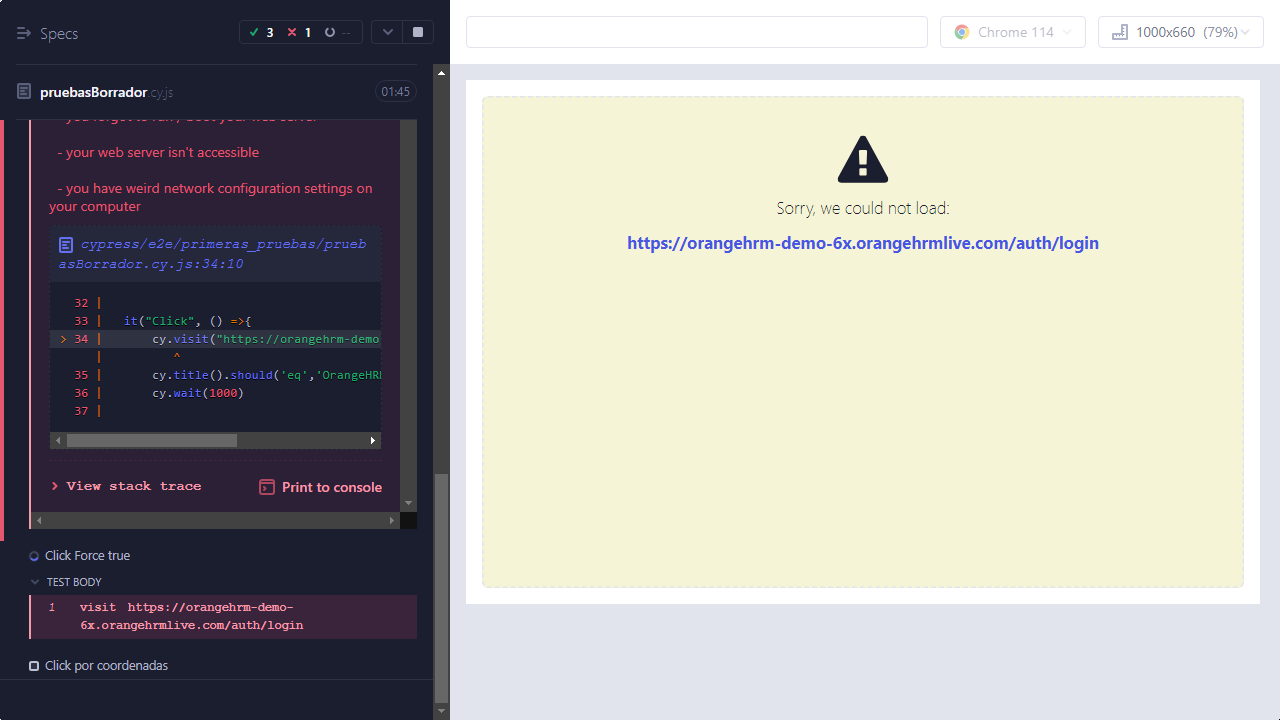 Specs
3
1
--
pruebasBorrador.cy.js
01:45
- your web server isn't accessible
- you have weird network configuration settings on
your computer
cypress/e2e/primeras_pruebas/prueb
asBorrador.cy.js:34:10
32 |
33 | it("Click", () =>{
> 34 | cy.visit("https://orangehrm-demo
| ^
35 | cy.title().should('eq','OrangeHR
36 | cy.wait(1000)
37 |
View stack trace
Print to console
Click Force true
TEST BODY
1 visit https://orangehrm-demo-
6x.orangehrmlive.com/auth/login
Click por coordenadas
Chrome 114
1000x660 (79%)
Sorry, we could not load:
https://orangehrm-demo-6x.orangehrmlive.com/auth/login